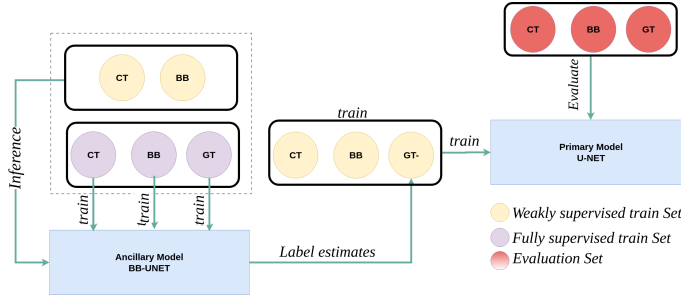 CT
BB
GT
CT
BB
Evaluate
train
Inference
CT
BB
GT
CT
BB
GT-
train
Primary Model
U-NET
train
train
train
Weakly supervised train Set
Fully supervised train Set
Evaluation Set
Label estimates
Ancillary Model
BB-UNET